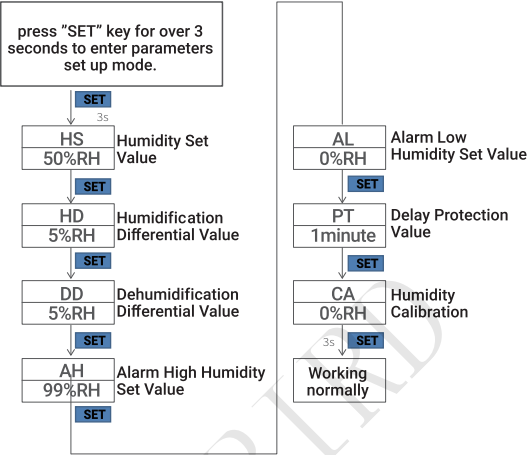 press ”SET” key for over 3
seconds to enter parameters
set up mode.
SET
3s
HS
50%RH
Humidity Set
Value
SET
HD
5%RH
Humidification
Differential Value
SET
DD
5%RH
Dehumidification
Differential Value
SET
AH
99%RH
Alarm High Humidity
Set Value
SET
AL
0%RH
Alarm Low
Humidity Set Value
SET
PT
1minute
Delay Protection
Value
SET
CA
0%RH
Humidity
Calibration
3s
SET
Working
normally